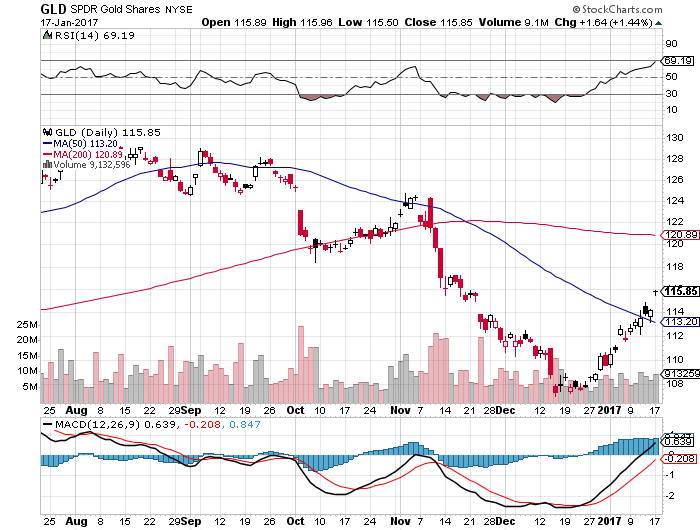 GLD SPDR Gold Shares NYSE © StockCharts.com
17-Jan-2017 Open 115.89 High 115.96 Low 115.50 Close 115.85 Volume 9.1M Chg +1.64 (+1.44%)
RSI(14) 69.19
90
69.19
50
30
10
GLD (Daily) 115.85
MA(50) 113.20
MA(200) 120.89
Volume 9,132,596
130
128
126
124
122
120.89
120
118
115.85
114
113.20
112
110
108
25M
20M
15M
10M
5M
9132596
25 Aug 8 15 22 29 Sep 12 19 26 Oct 10 17 24 Nov 7 14 21 28 Dec 12 19 27 2017 9 17
MACD(12,26,9) 0.639, -0.208, 0.847
0.639
0
-0.208
-1
-2
25 Aug 8 15 22 29 Sep 12 19 26 Oct 10 17 24 Nov 7 14 21 28 Dec 12 19 27 2017 9 17